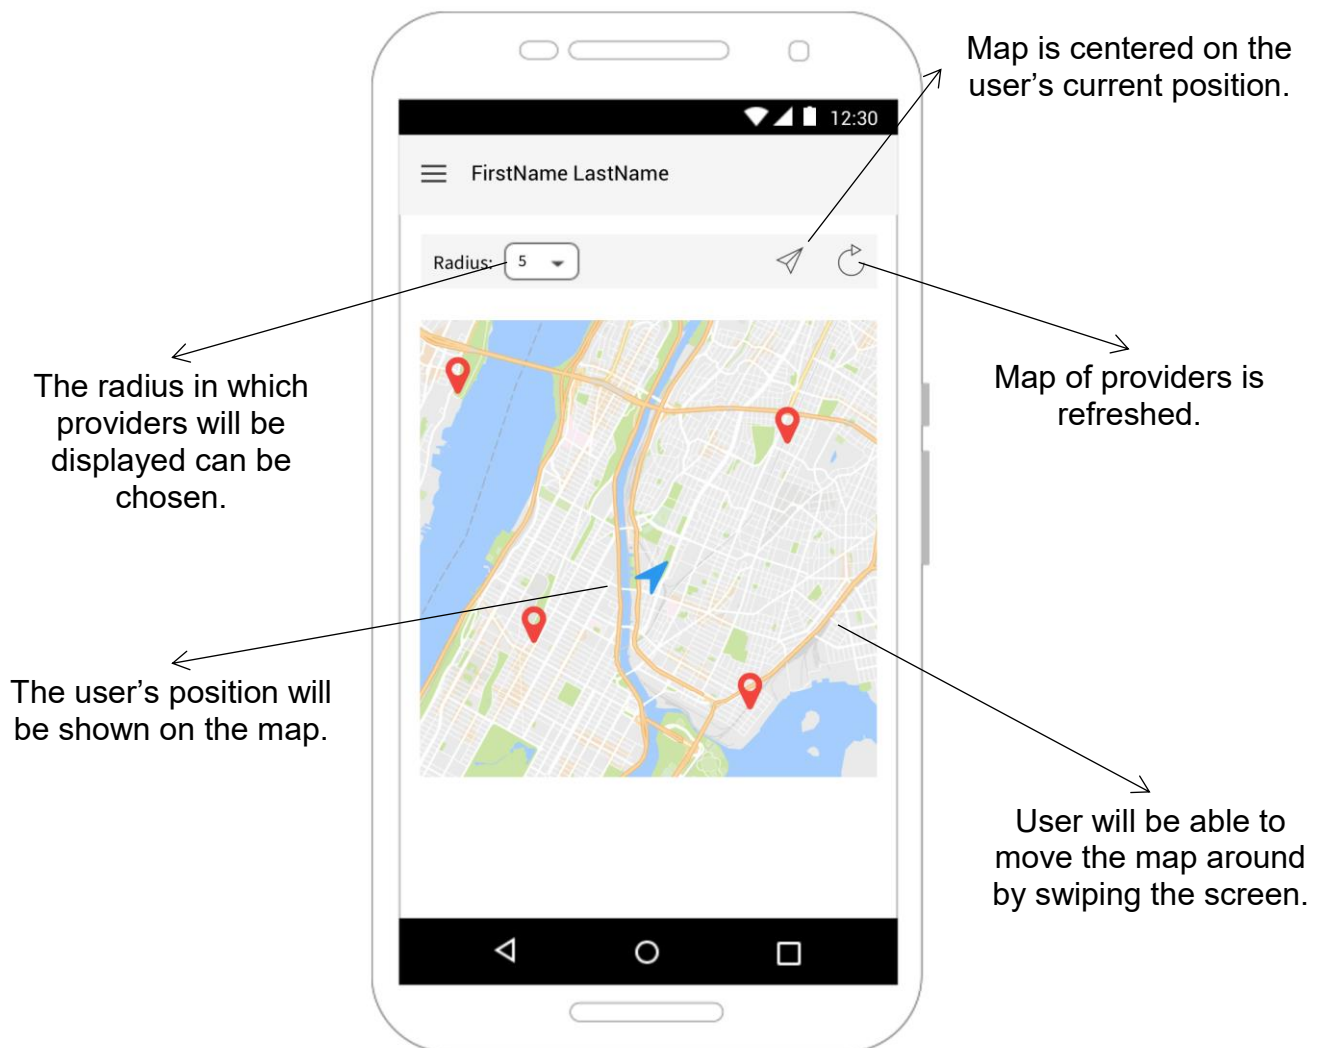 Map is centered on the
user’s current position.
12:30
FirstName LastName
Radius:
5
The radius in which
providers will be
displayed can be
chosen.
Map of providers is
refreshed.
The user’s position will
be shown on the map.
User will be able to
move the map around
by swiping the screen.